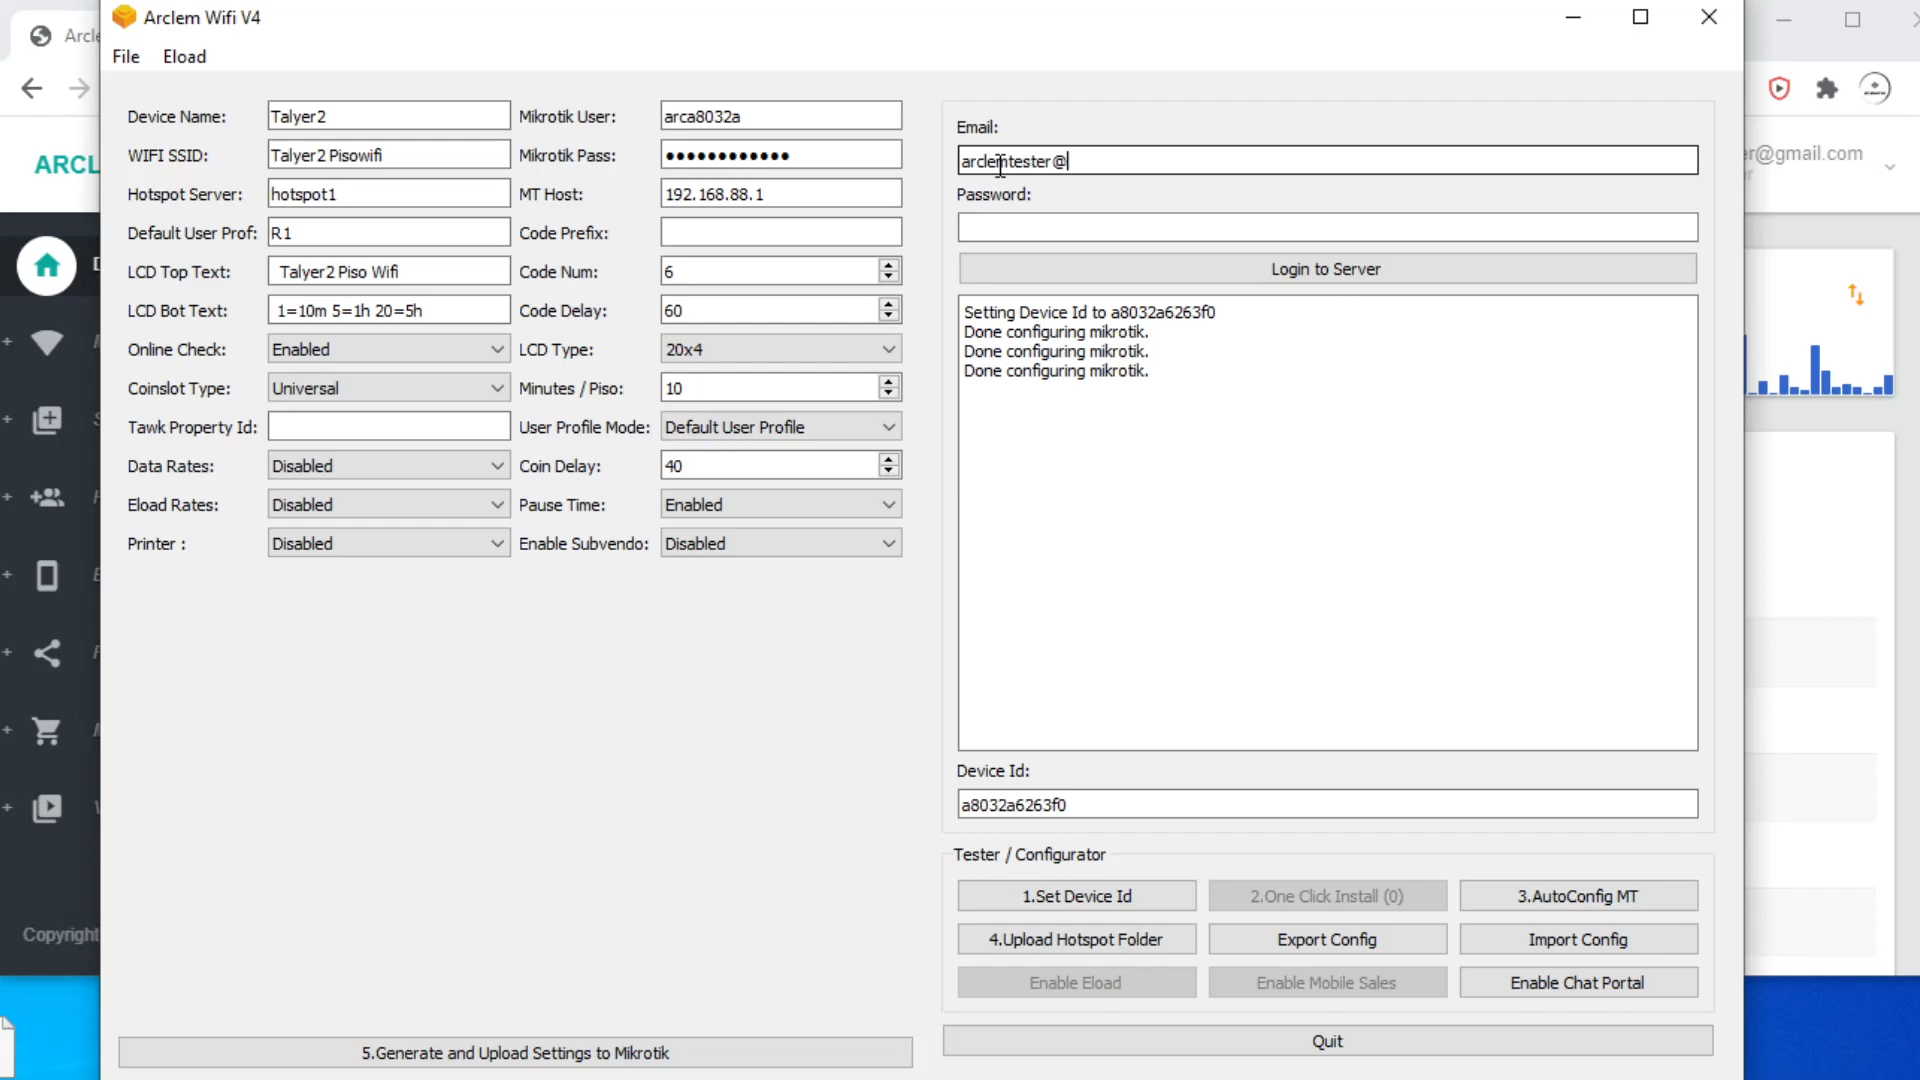 Arcle
Arclem Wifi V4
File Eload
ARCL
r@gmail.com
Device Name: Talyer2
Mikrotik User: arca8032a
WIFI SSID: Talyer2 Pisowifi
Mikrotik Pass: ●●●●●●●●●●●●
Hotspot Server: hotspot1
MT Host: 192.168.88.1
Default User Prof: R1
Code Prefix:
LCD Top Text: Talyer2 Piso Wifi
Code Num: 6
LCD Bot Text: 1=10m 5=1h 20=5h
Code Delay: 60
Online Check: Enabled
LCD Type: 20x4
Coinslot Type: Universal
Minutes / Piso: 10
Tawk Property Id:
User Profile Mode: Default User Profile
Data Rates: Disabled
Coin Delay: 40
Eload Rates: Disabled
Pause Time: Enabled
Printer : Disabled
Enable Subvendo: Disabled
Email:
arclemtester@
Password:
Login to Server
Setting Device Id to a8032a6263f0
Done configuring mikrotik.
Done configuring mikrotik.
Done configuring mikrotik.
Device Id:
a8032a6263f0
Tester / Configurator
1.Set Device Id
2.One Click Install (0)
3.AutoConfig MT
4.Upload Hotspot Folder
Export Config
Import Config
Enable Eload
Enable Mobile Sales
Enable Chat Portal
5.Generate and Upload Settings to Mikrotik
Quit
Copyright